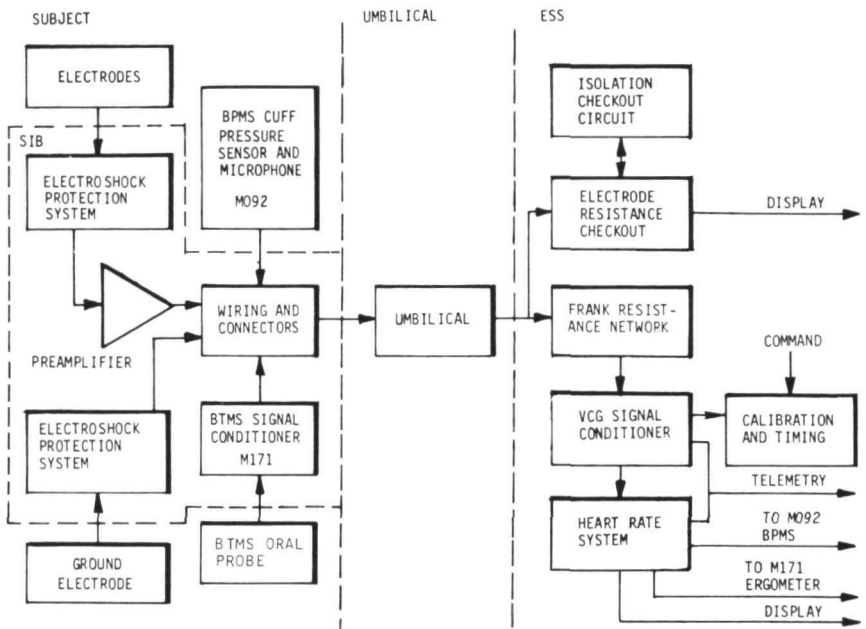 SUBJECT
UMBILICAL
ESS
ELECTRODES
SIB
ELECTROSHOCK
PROTECTION
SYSTEM
BPMS CUFF
PRESSURE
SENSOR AND
MICROPHONE
M092
PREAMPLIFIER
WIRING AND
CONNECTORS
ELECTROSHOCK
PROTECTION
SYSTEM
BTMS SIGNAL
CONDITIONER
M171
GROUND
ELECTRODE
BTMS ORAL
PROBE
UMBILICAL
ISOLATION
CHECKOUT
CIRCUIT
ELECTRODE
RESISTANCE
CHECKOUT
DISPLAY
FRANK RESIST-
ANCE NETWORK
COMMAND
VCG SIGNAL
CONDITIONER
CALIBRATION
AND TIMING
TELEMETRY
HEART RATE
SYSTEM
TO M092
BPMS
TO M171
ERGOMETER
DISPLAY